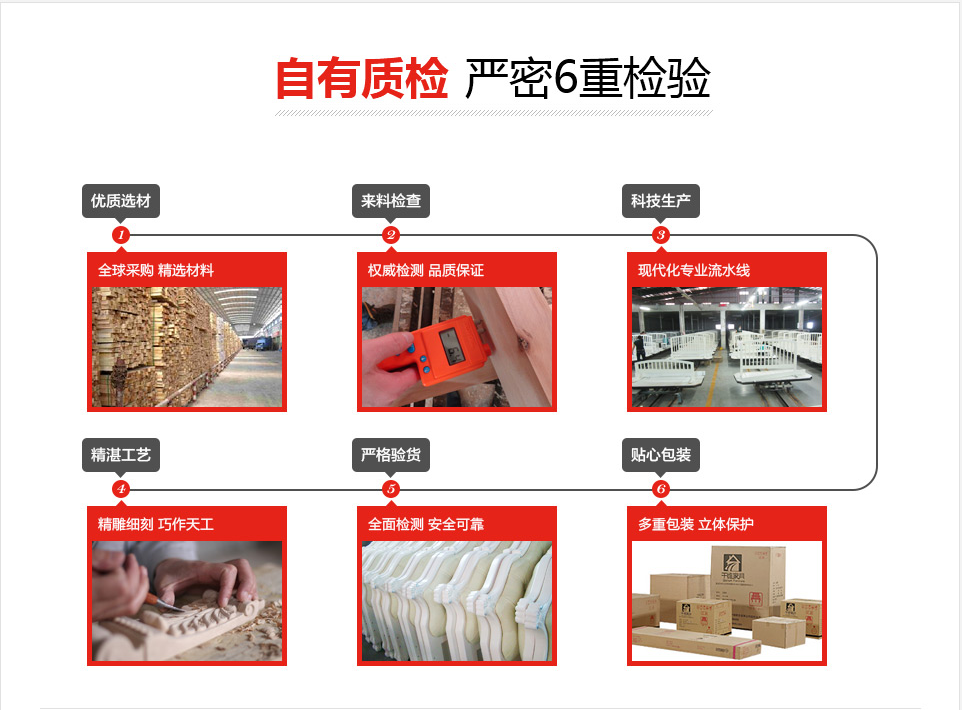 自有质检 严密6重检验
优质选材
来料检查
科技生产
1
2
3
全球采购 精选材料
权威检测 品质保证
现代化专业流水线
精湛工艺
严格验货
贴心包装
4
5
6
精雕细刻 巧作天工
全面检测 安全可靠
多重包装 立体保护